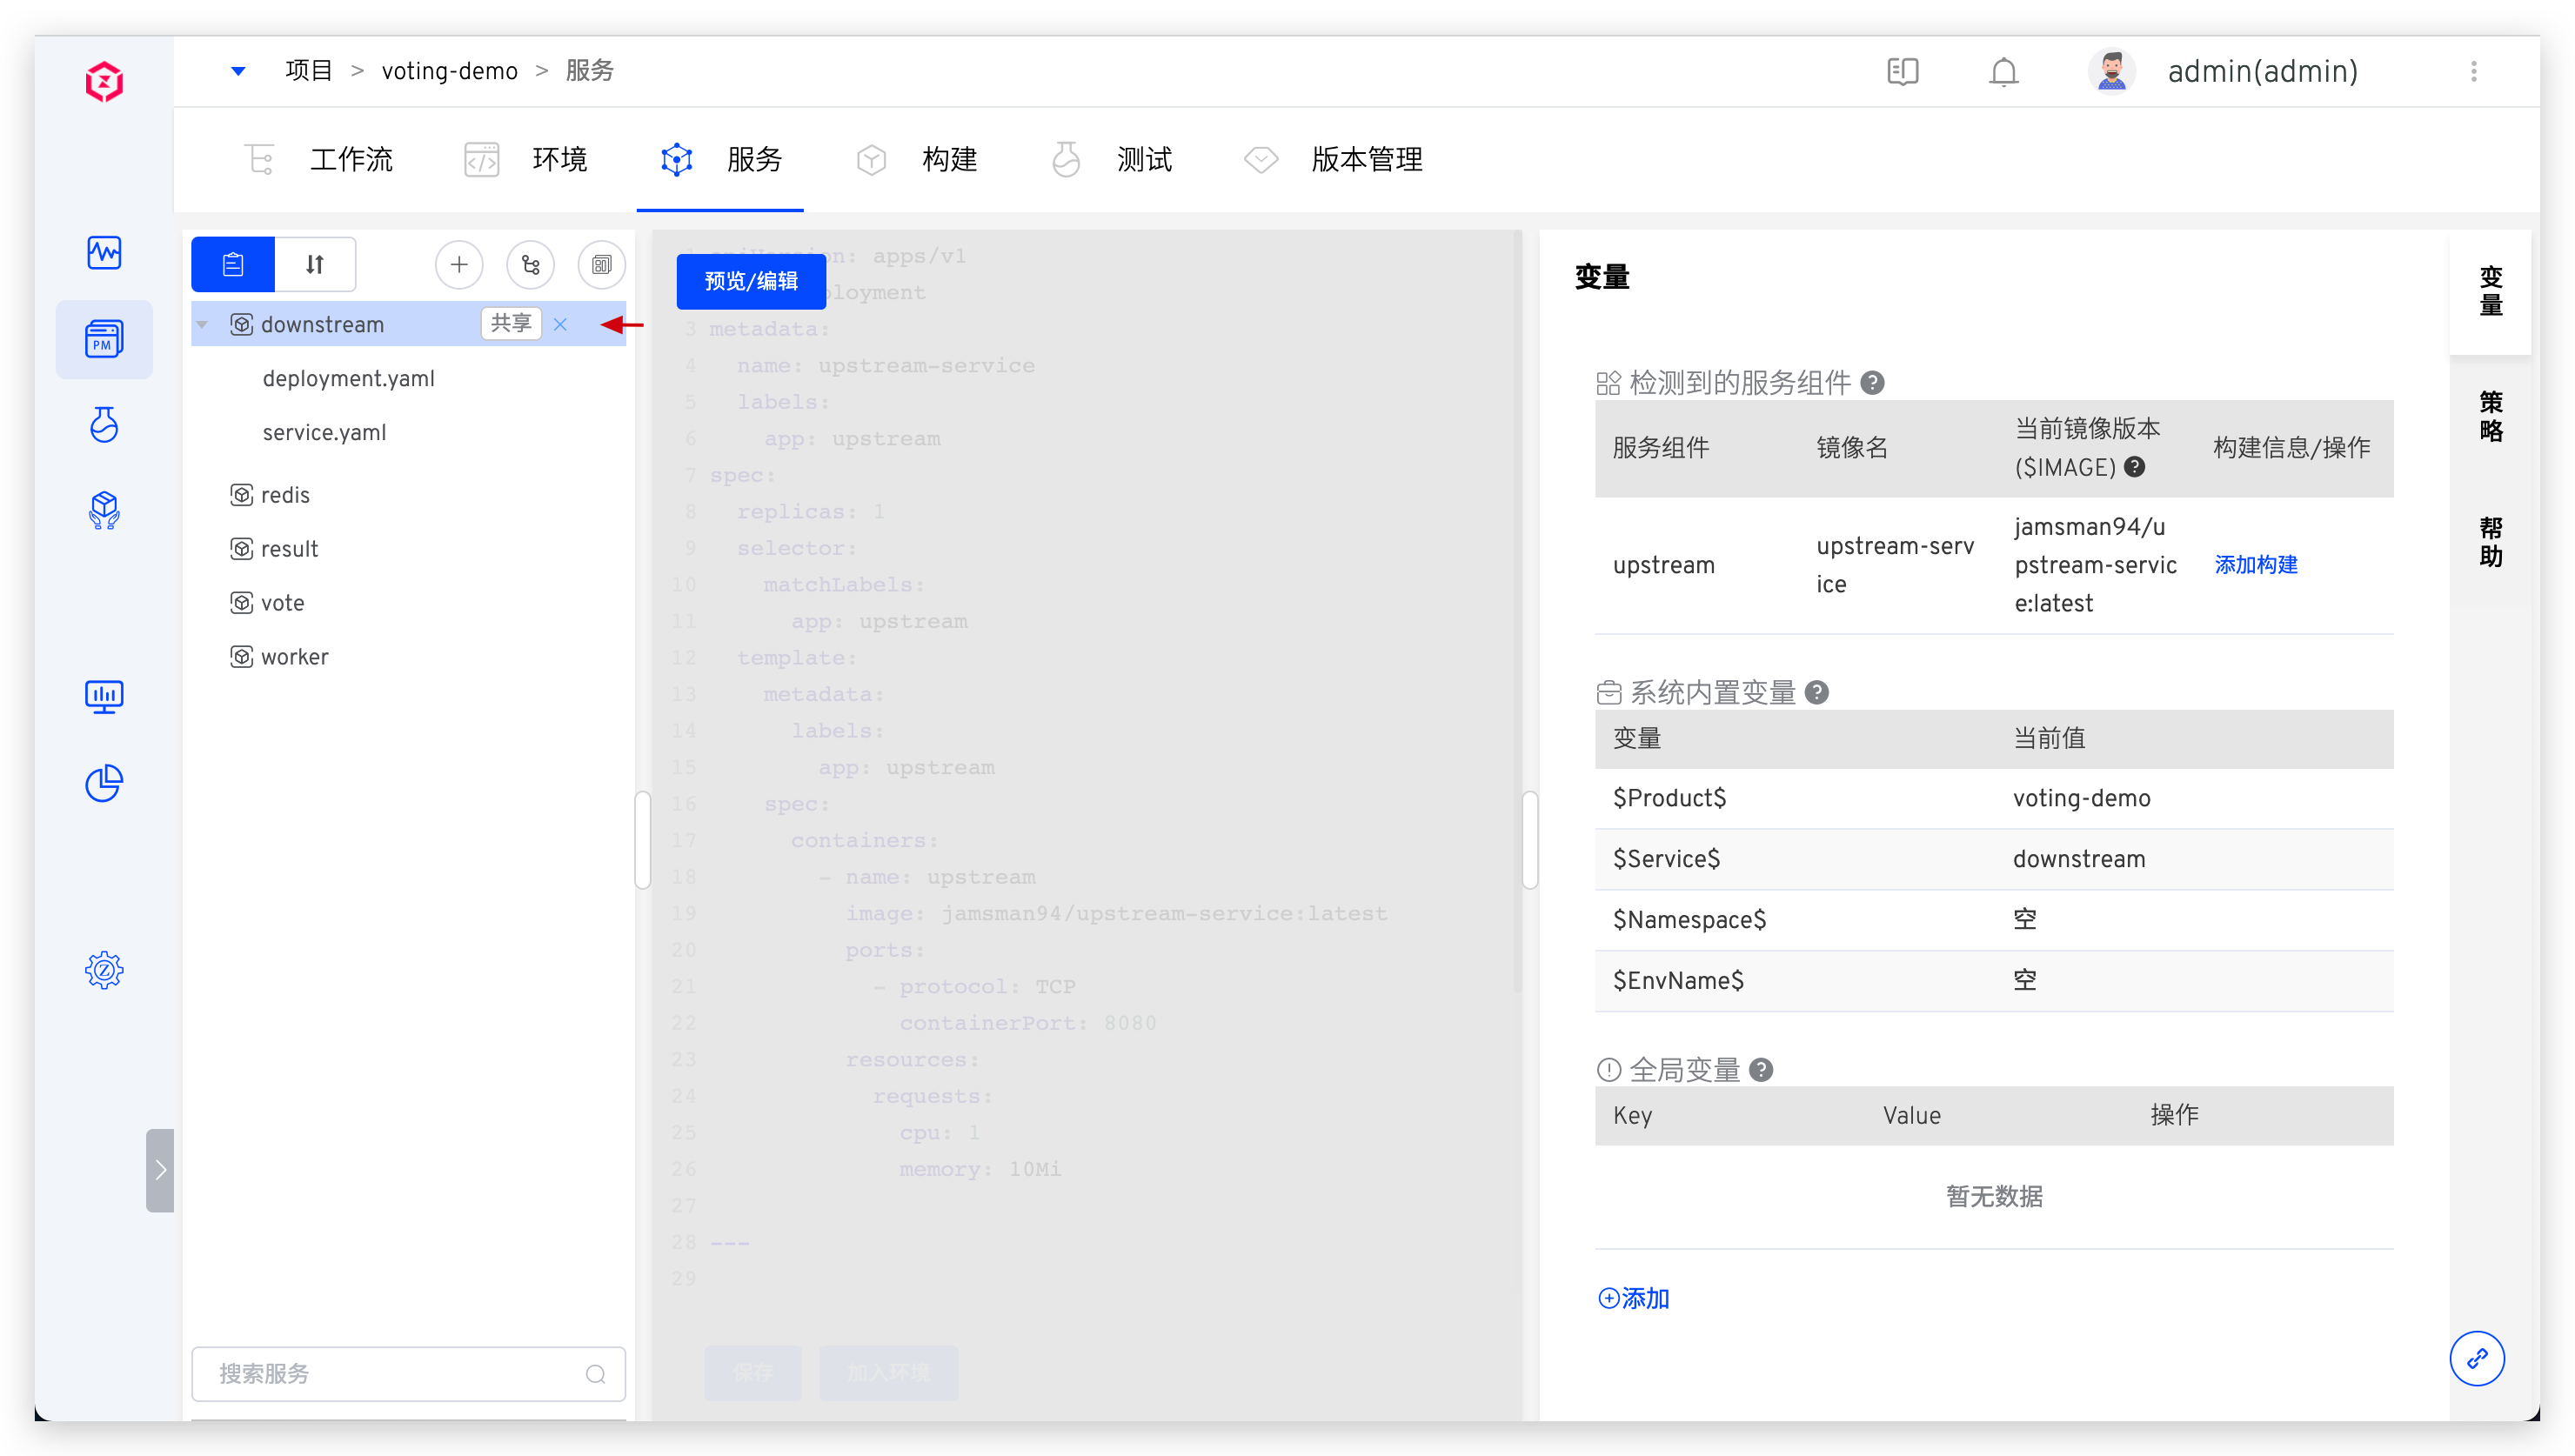 项目 > voting-demo > 服务
admin(admin)
工作流
环境
服务
构建
测试
版本管理
PM
downstream
共享
deployment.yaml
service.yaml
redis
result
vote
worker
搜索服务
预览/编辑
: apps/v1
ployment
3 metadata:
4 name: upstream-service
5 labels:
6 app: upstream
7 spec:
8 replicas: 1
9 selector:
10 matchLabels:
11 app: upstream
12 template:
13 metadata:
14 labels:
15 app: upstream
16 spec:
17 containers:
18 - name: upstream
19 image: jamsman94/upstream-service:latest
20 ports:
21 - protocol: TCP
22 containerPort: 8080
23 resources:
24 requests:
25 cpu: 1
26 memory: 10Mi
27
28 ---
29
保存
加入环境
变量
检测到的服务组件
服务组件
镜像名
当前镜像版本
($IMAGE)
构建信息/操作
upstream
upstream-serv
ice
jamsman94/u
pstream-servic
e:latest
添加构建
系统内置变量
变量 当前值
$Product$ voting-demo
$Service$ downstream
$Namespace$ 空
$EnvName$ 空
全局变量
Key Value 操作
暂无数据
添加
变量
策略
帮助